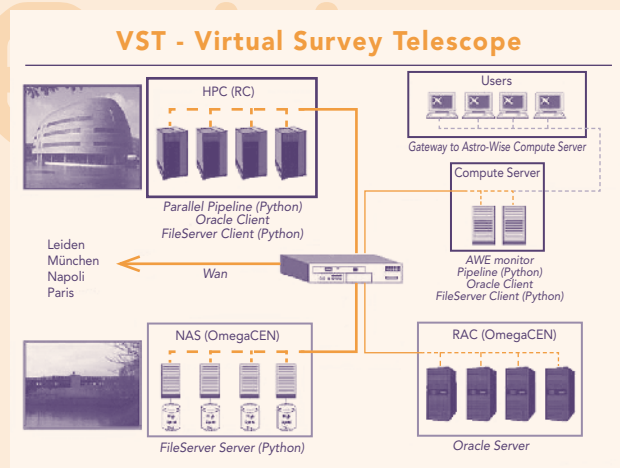 VST - Virtual Survey Telescope
HPC (RC)
Parallel Pipeline (Python)
Oracle Client
FileServer Client (Python)
Users
Gateway to Astro-Wise Compute Server
Compute Server
AWE monitor
Pipeline (Python)
Oracle Client
FileServer Client (Python)
Leiden
München
Napoli
Paris
Wan
NAS (OmegaCEN)
FileServer Server (Python)
RAC (OmegaCEN)
Oracle Server